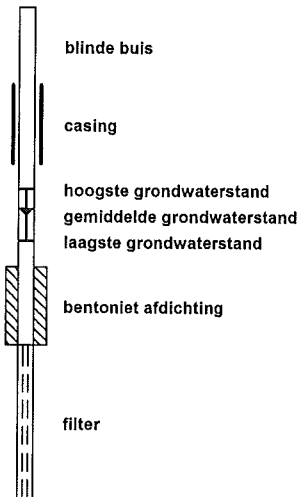 blinde buis
casing
hoogste grondwaterstand
gemiddelde grondwaterstand
laagste grondwaterstand
bentoniet afdichting
filter